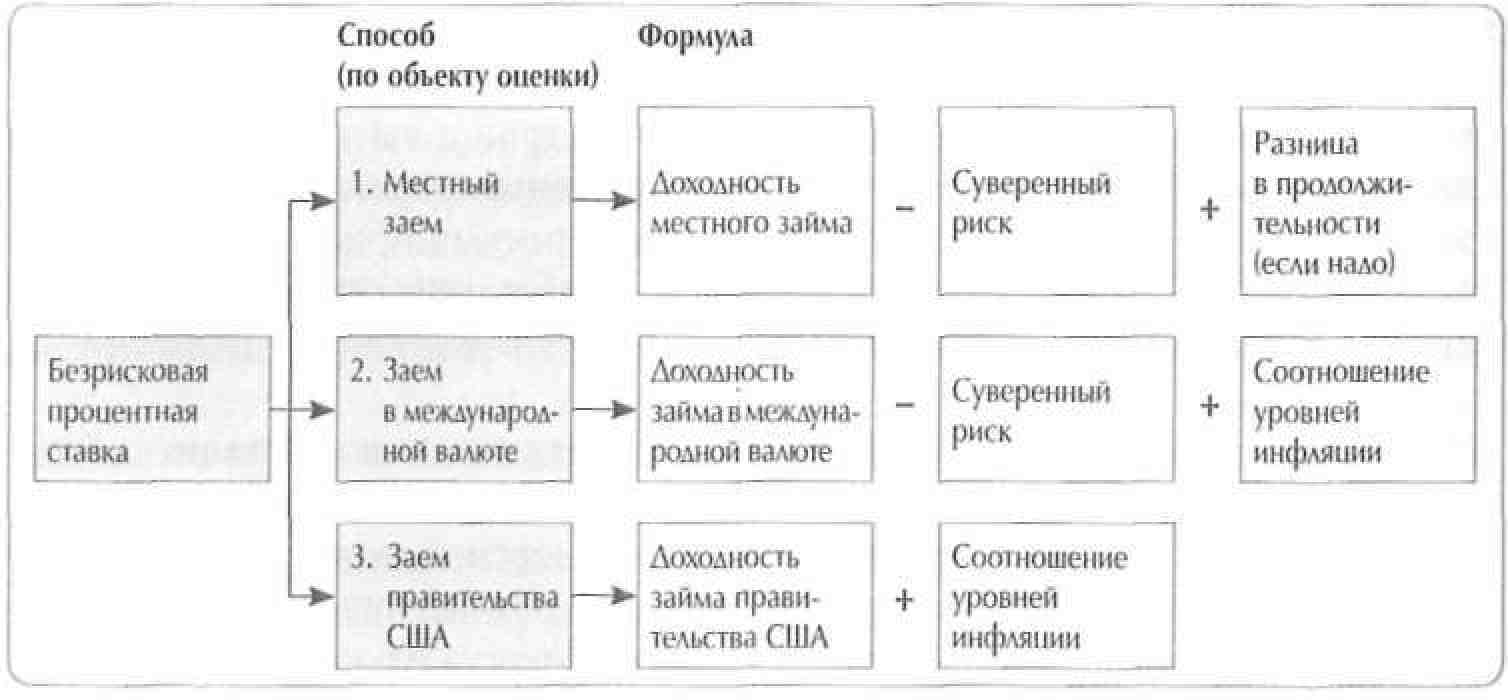 Способ
(по объекту оценки)
Формула
1. Местный
заем
Доходность
местного займа
–
Суверенный
риск
+
Разница
в продолжи-
тельности
(если надо)
Безрисковая
процентная
ставка
2. Заем
в международ-
ной валюте
Доходность
займа в междуна-
родной валюте
–
Суверенный
риск
+
Соотношение
уровней
инфляции
3. Заем
правительства
США
Доходность
займа прави-
тельства США
+
Соотношение
уровней
инфляции